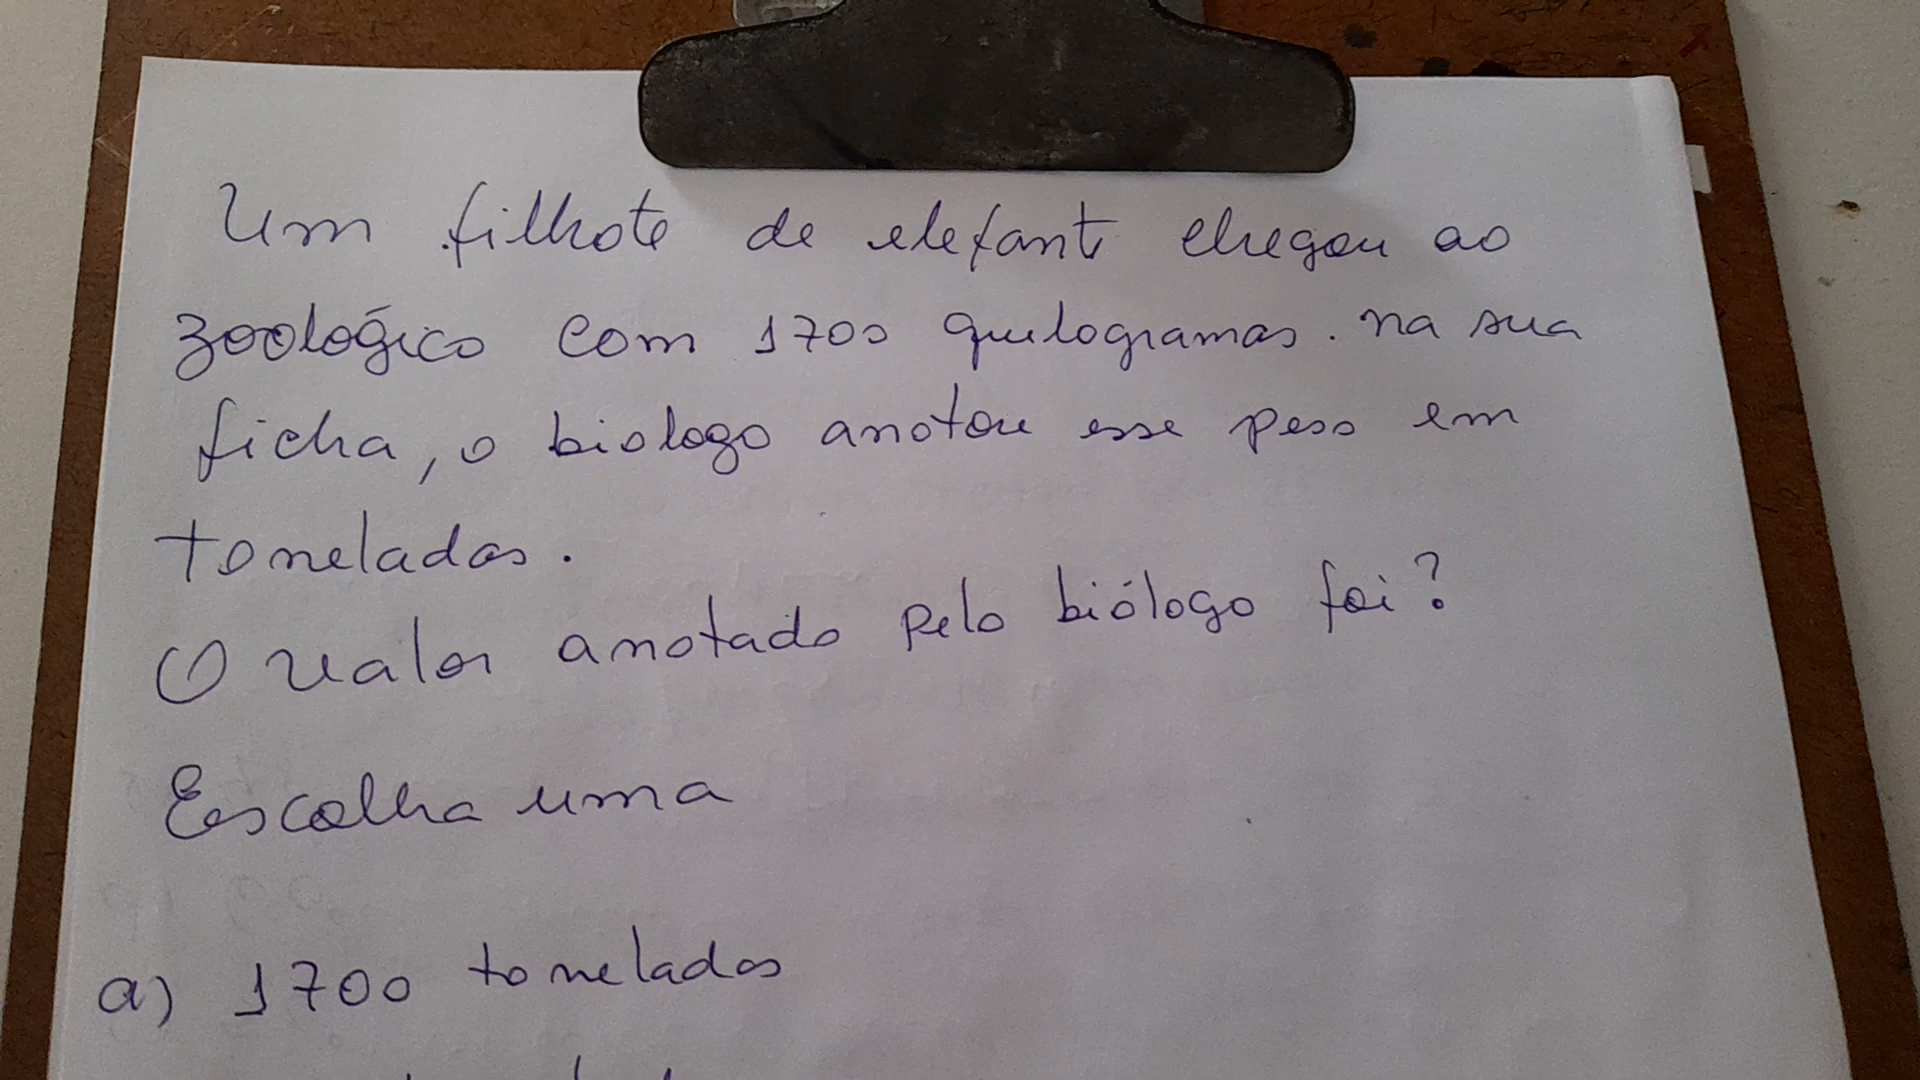 Um filhote de elefant chegou ao
zoológico com 1700 quilogramas. na sua
ficha, o biologo anotou esse peso em
toneladas.
O valor anotado pelo biólogo foi?
Escolha uma
a) 1700 toneladas